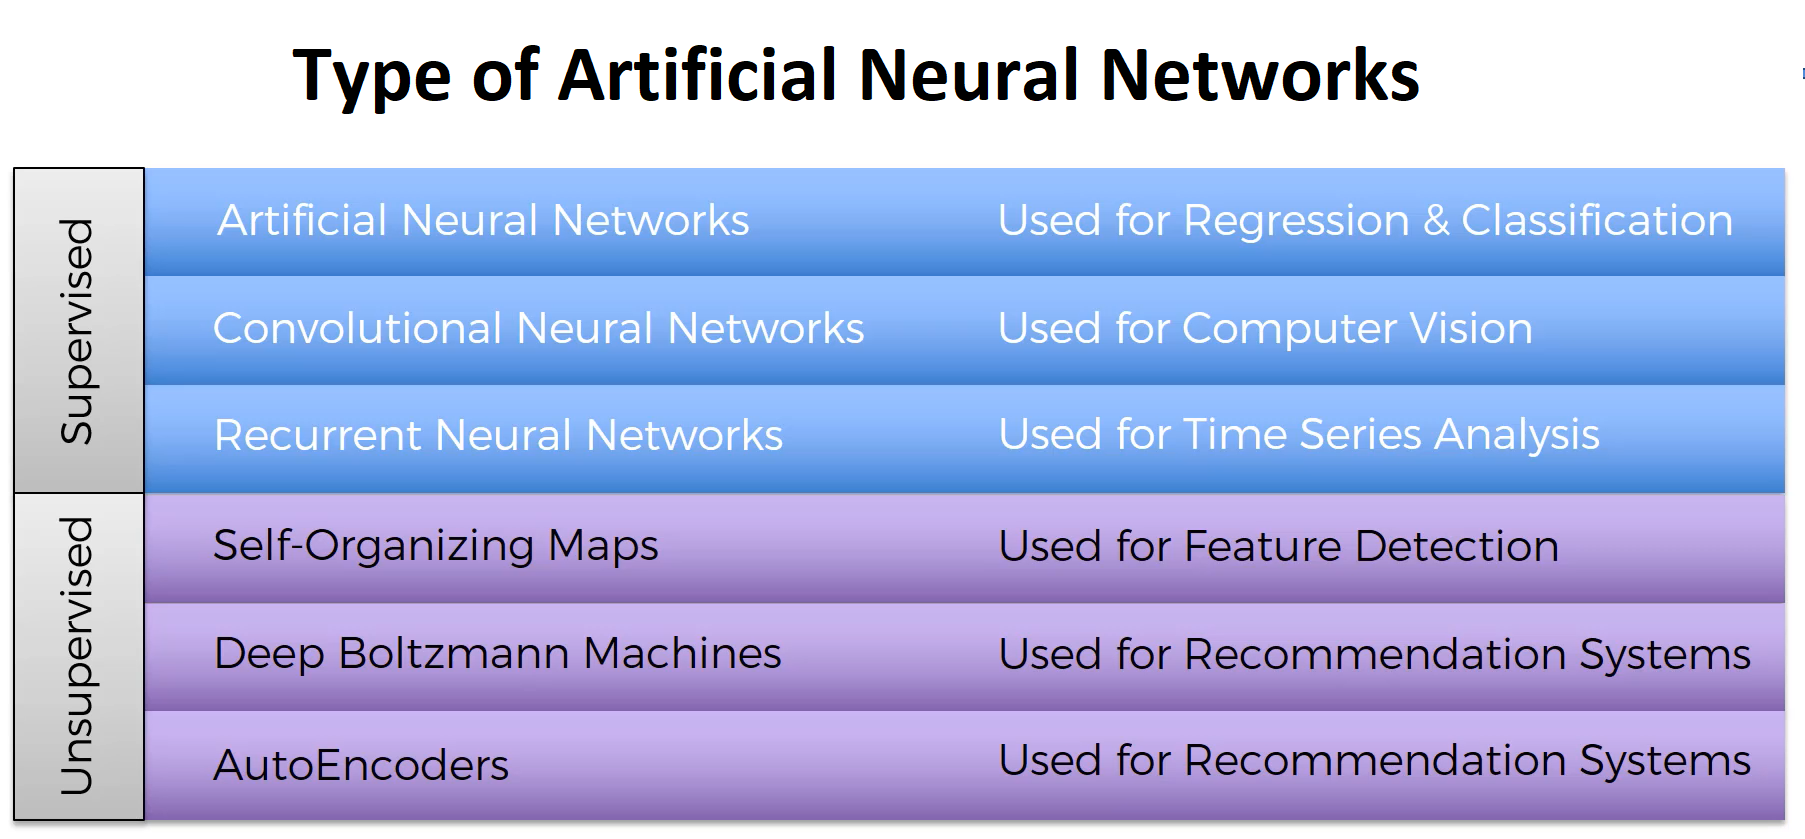 Type of Artificial Neural Networks
Supervised
Artificial Neural Networks Used for Regression & Classification
Convolutional Neural Networks Used for Computer Vision
Recurrent Neural Networks Used for Time Series Analysis
Unsupervised
Self-Organizing Maps Used for Feature Detection
Deep Boltzmann Machines Used for Recommendation Systems
AutoEncoders Used for Recommendation Systems